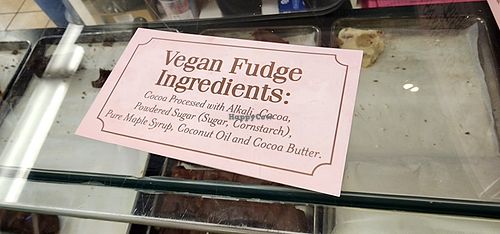 Vegan Fudge
Ingredients:
Cocoa Processed with Alkali, Cocoa,
Powdered Sugar (Sugar, Cornstarch),
Pure Maple Syrup, Coconut Oil and Cocoa Butter.
HappyCow